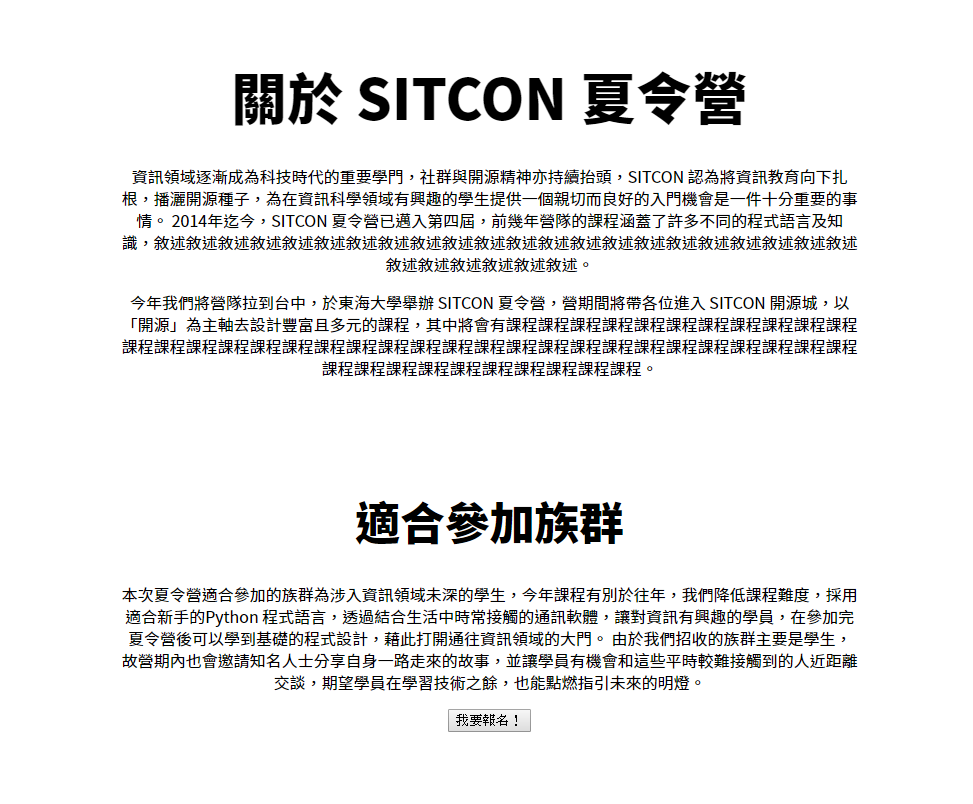 關於 SITCON 夏令營
資訊領域逐漸成為科技時代的重要學門，社群與開源精神亦持續抬頭，SITCON 認為將資訊教育向下扎
根，播灑開源種子，為在資訊科學領域有興趣的學生提供一個親切而良好的入門機會是一件十分重要的事
情。 2014年迄今，SITCON 夏令營已邁入第四屆，前幾年營隊的課程涵蓋了許多不同的程式語言及知
識，敘述敘述敘述敘述敘述敘述敘述敘述敘述敘述敘述敘述敘述敘述敘述敘述敘述敘述敘述敘述敘述敘述
敘述敘述敘述敘述敘述敘述。
今年我們將營隊拉到台中，於東海大學舉辦 SITCON 夏令營，營期間將帶各位進入 SITCON 開源城，以
「開源」為主軸去設計豐富且多元的課程，其中將會有課程課程課程課程課程課程課程課程課程課程課程
課程課程課程課程課程課程課程課程課程課程課程課程課程課程課程課程課程課程課程課程課程課程課程
課程課程課程課程課程課程課程課程課程課程。
適合參加族群
本次夏令營適合參加的族群為涉入資訊領域未深的學生，今年課程有別於往年，我們降低課程難度，採用
適合新手的Python 程式語言，透過結合生活中時常接觸的通訊軟體，讓對資訊有興趣的學員，在參加完
夏令營後可以學到基礎的程式設計，藉此打開通往資訊領域的大門。 由於我們招收的族群主要是學生，
故營期內也會邀請知名人士分享自身一路走來的故事，並讓學員有機會和這些平時較難接觸到的人近距離
交談，期望學員在學習技術之餘，也能點燃指引未來的明燈。
我要報名！